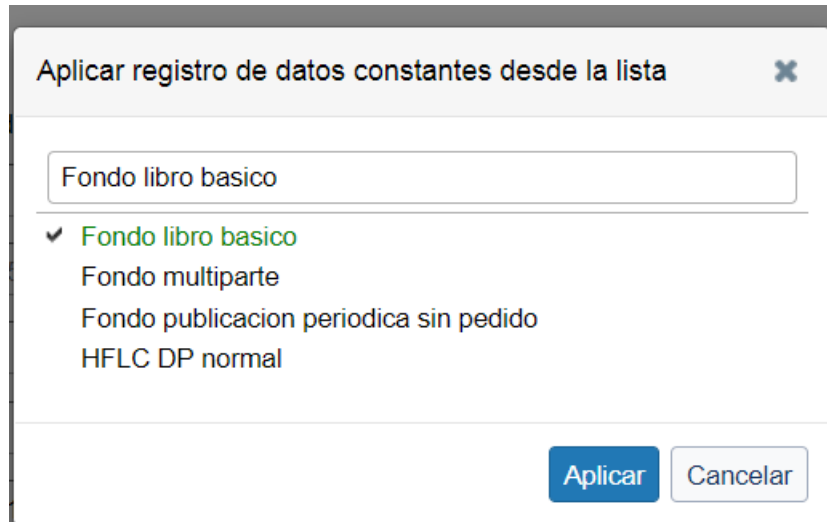 Aplicar registro de datos constantes desde la lista
Fondo libro basico
Fondo libro basico
Fondo multiparte
Fondo publicacion periodica sin pedido
HFLC DP normal
Aplicar
Cancelar